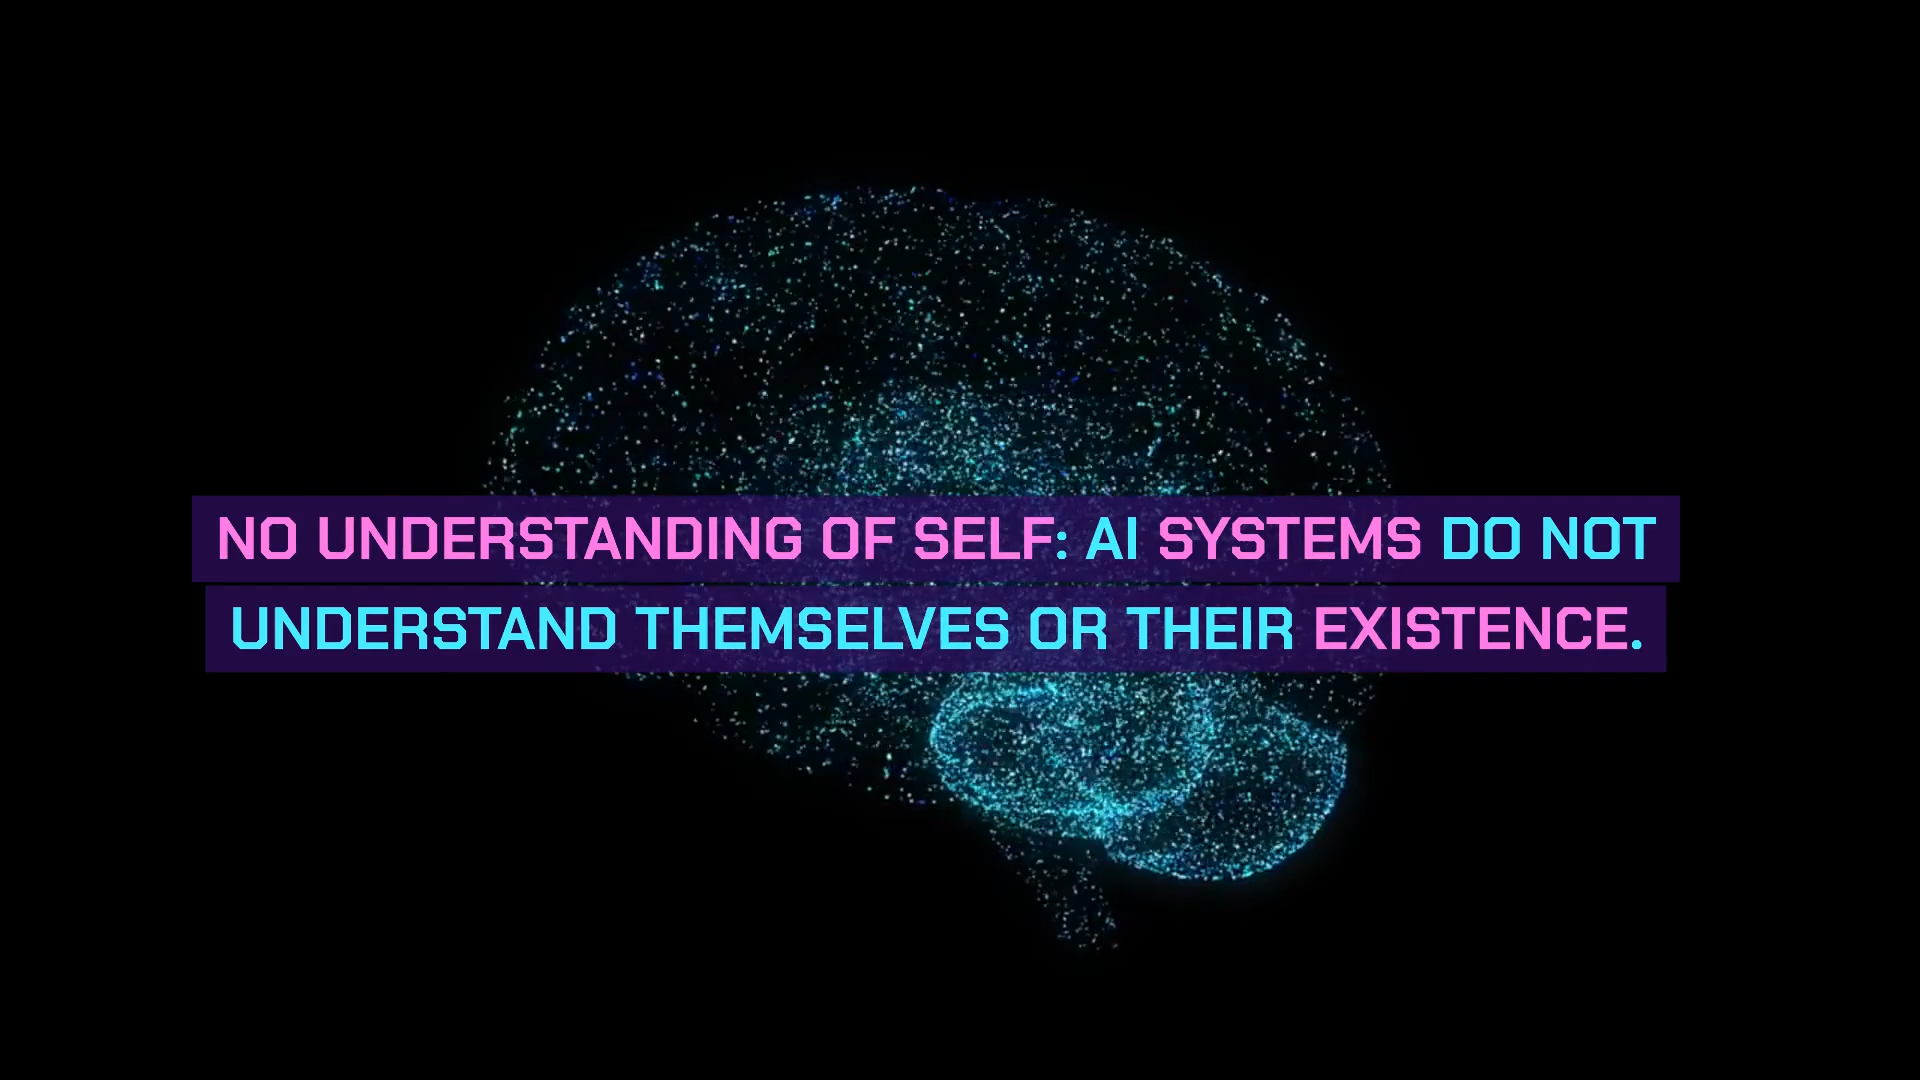 NO UNDERSTANDING OF SELF: AI SYSTEMS DO NOT
UNDERSTAND THEMSELVES OR THEIR EXISTENCE.